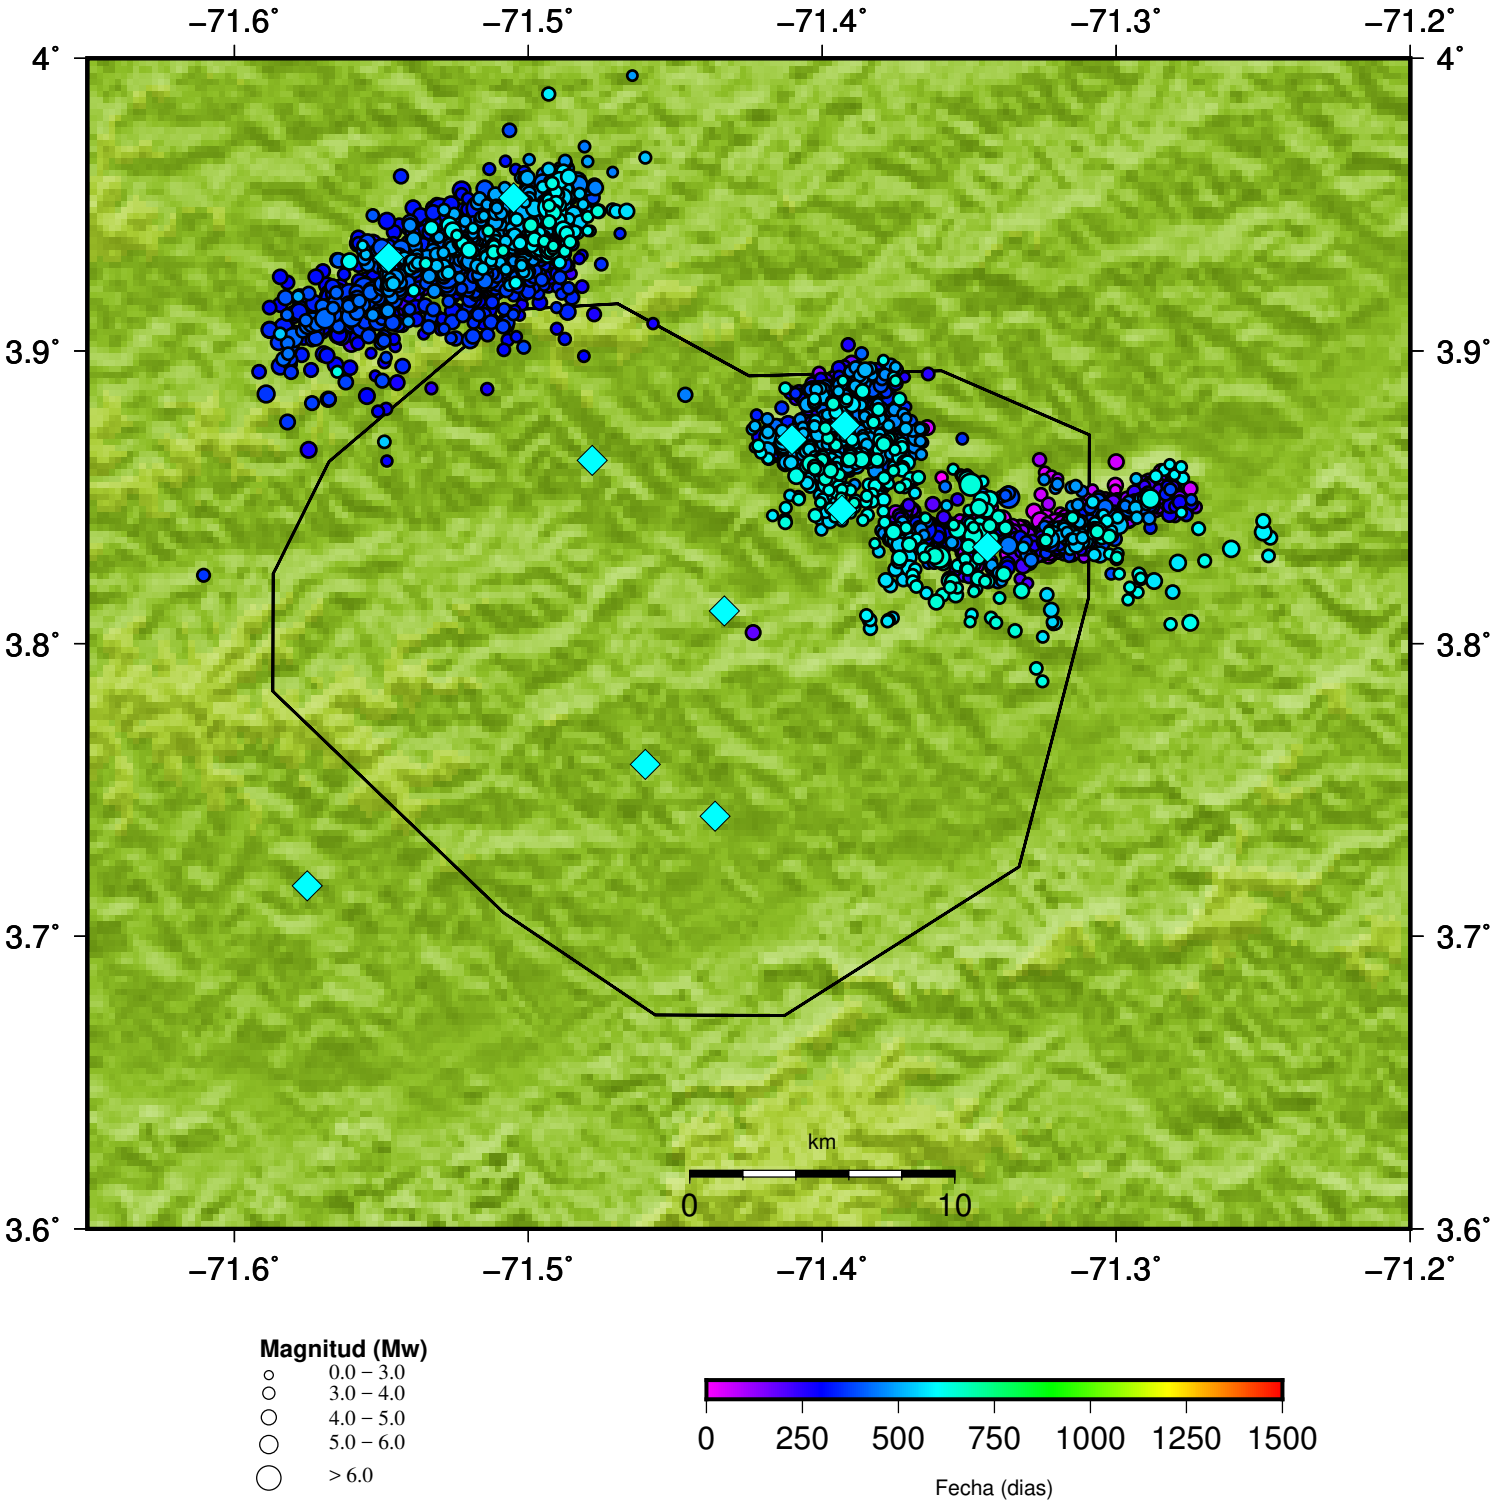 −71.6˚ −71.5˚ −71.4˚ −71.3˚ −71.2˚
4˚ 4˚
3.9˚ 3.9˚
3.8˚ 3.8˚
3.7˚ 3.7˚
km
0 10
3.6˚ 3.6˚
−71.6˚ −71.5˚ −71.4˚ −71.3˚ −71.2˚
Magnitud (Mw)
0.0 − 3.0
3.0 − 4.0
4.0 − 5.0
5.0 − 6.0
> 6.0
0 250 500 750 1000 1250 1500
Fecha (dias)